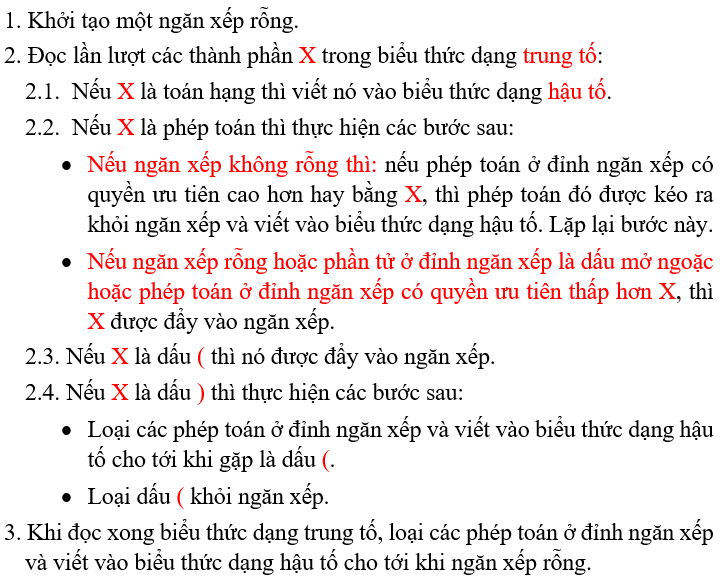 1. Khởi tạo một ngăn xếp rỗng.
2. Đọc lần lượt các thành phần X trong biểu thức dạng trung tố:
2.1. Nếu X là toán hạng thì viết nó vào biểu thức dạng hậu tố.
2.2. Nếu X là phép toán thì thực hiện các bước sau:
• Nếu ngăn xếp không rỗng thì: nếu phép toán ở đỉnh ngăn xếp có
quyền ưu tiên cao hơn hay bằng X, thì phép toán đó được kéo ra
khỏi ngăn xếp và viết vào biểu thức dạng hậu tố. Lặp lại bước này.
• Nếu ngăn xếp rỗng hoặc phần tử ở đỉnh ngăn xếp là dấu mở ngoặc
hoặc phép toán ở đỉnh ngăn xếp có quyền ưu tiên thấp hơn X, thì
X được đẩy vào ngăn xếp.
2.3. Nếu X là dấu ( thì nó được đẩy vào ngăn xếp.
2.4. Nếu X là dấu ) thì thực hiện các bước sau:
• Loại các phép toán ở đỉnh ngăn xếp và viết vào biểu thức dạng hậu
tố cho tới khi gặp là dấu (.
• Loại dấu ( khỏi ngăn xếp.
3. Khi đọc xong biểu thức dạng trung tố, loại các phép toán ở đỉnh ngăn xếp
và viết vào biểu thức dạng hậu tố cho tới khi ngăn xếp rỗng.